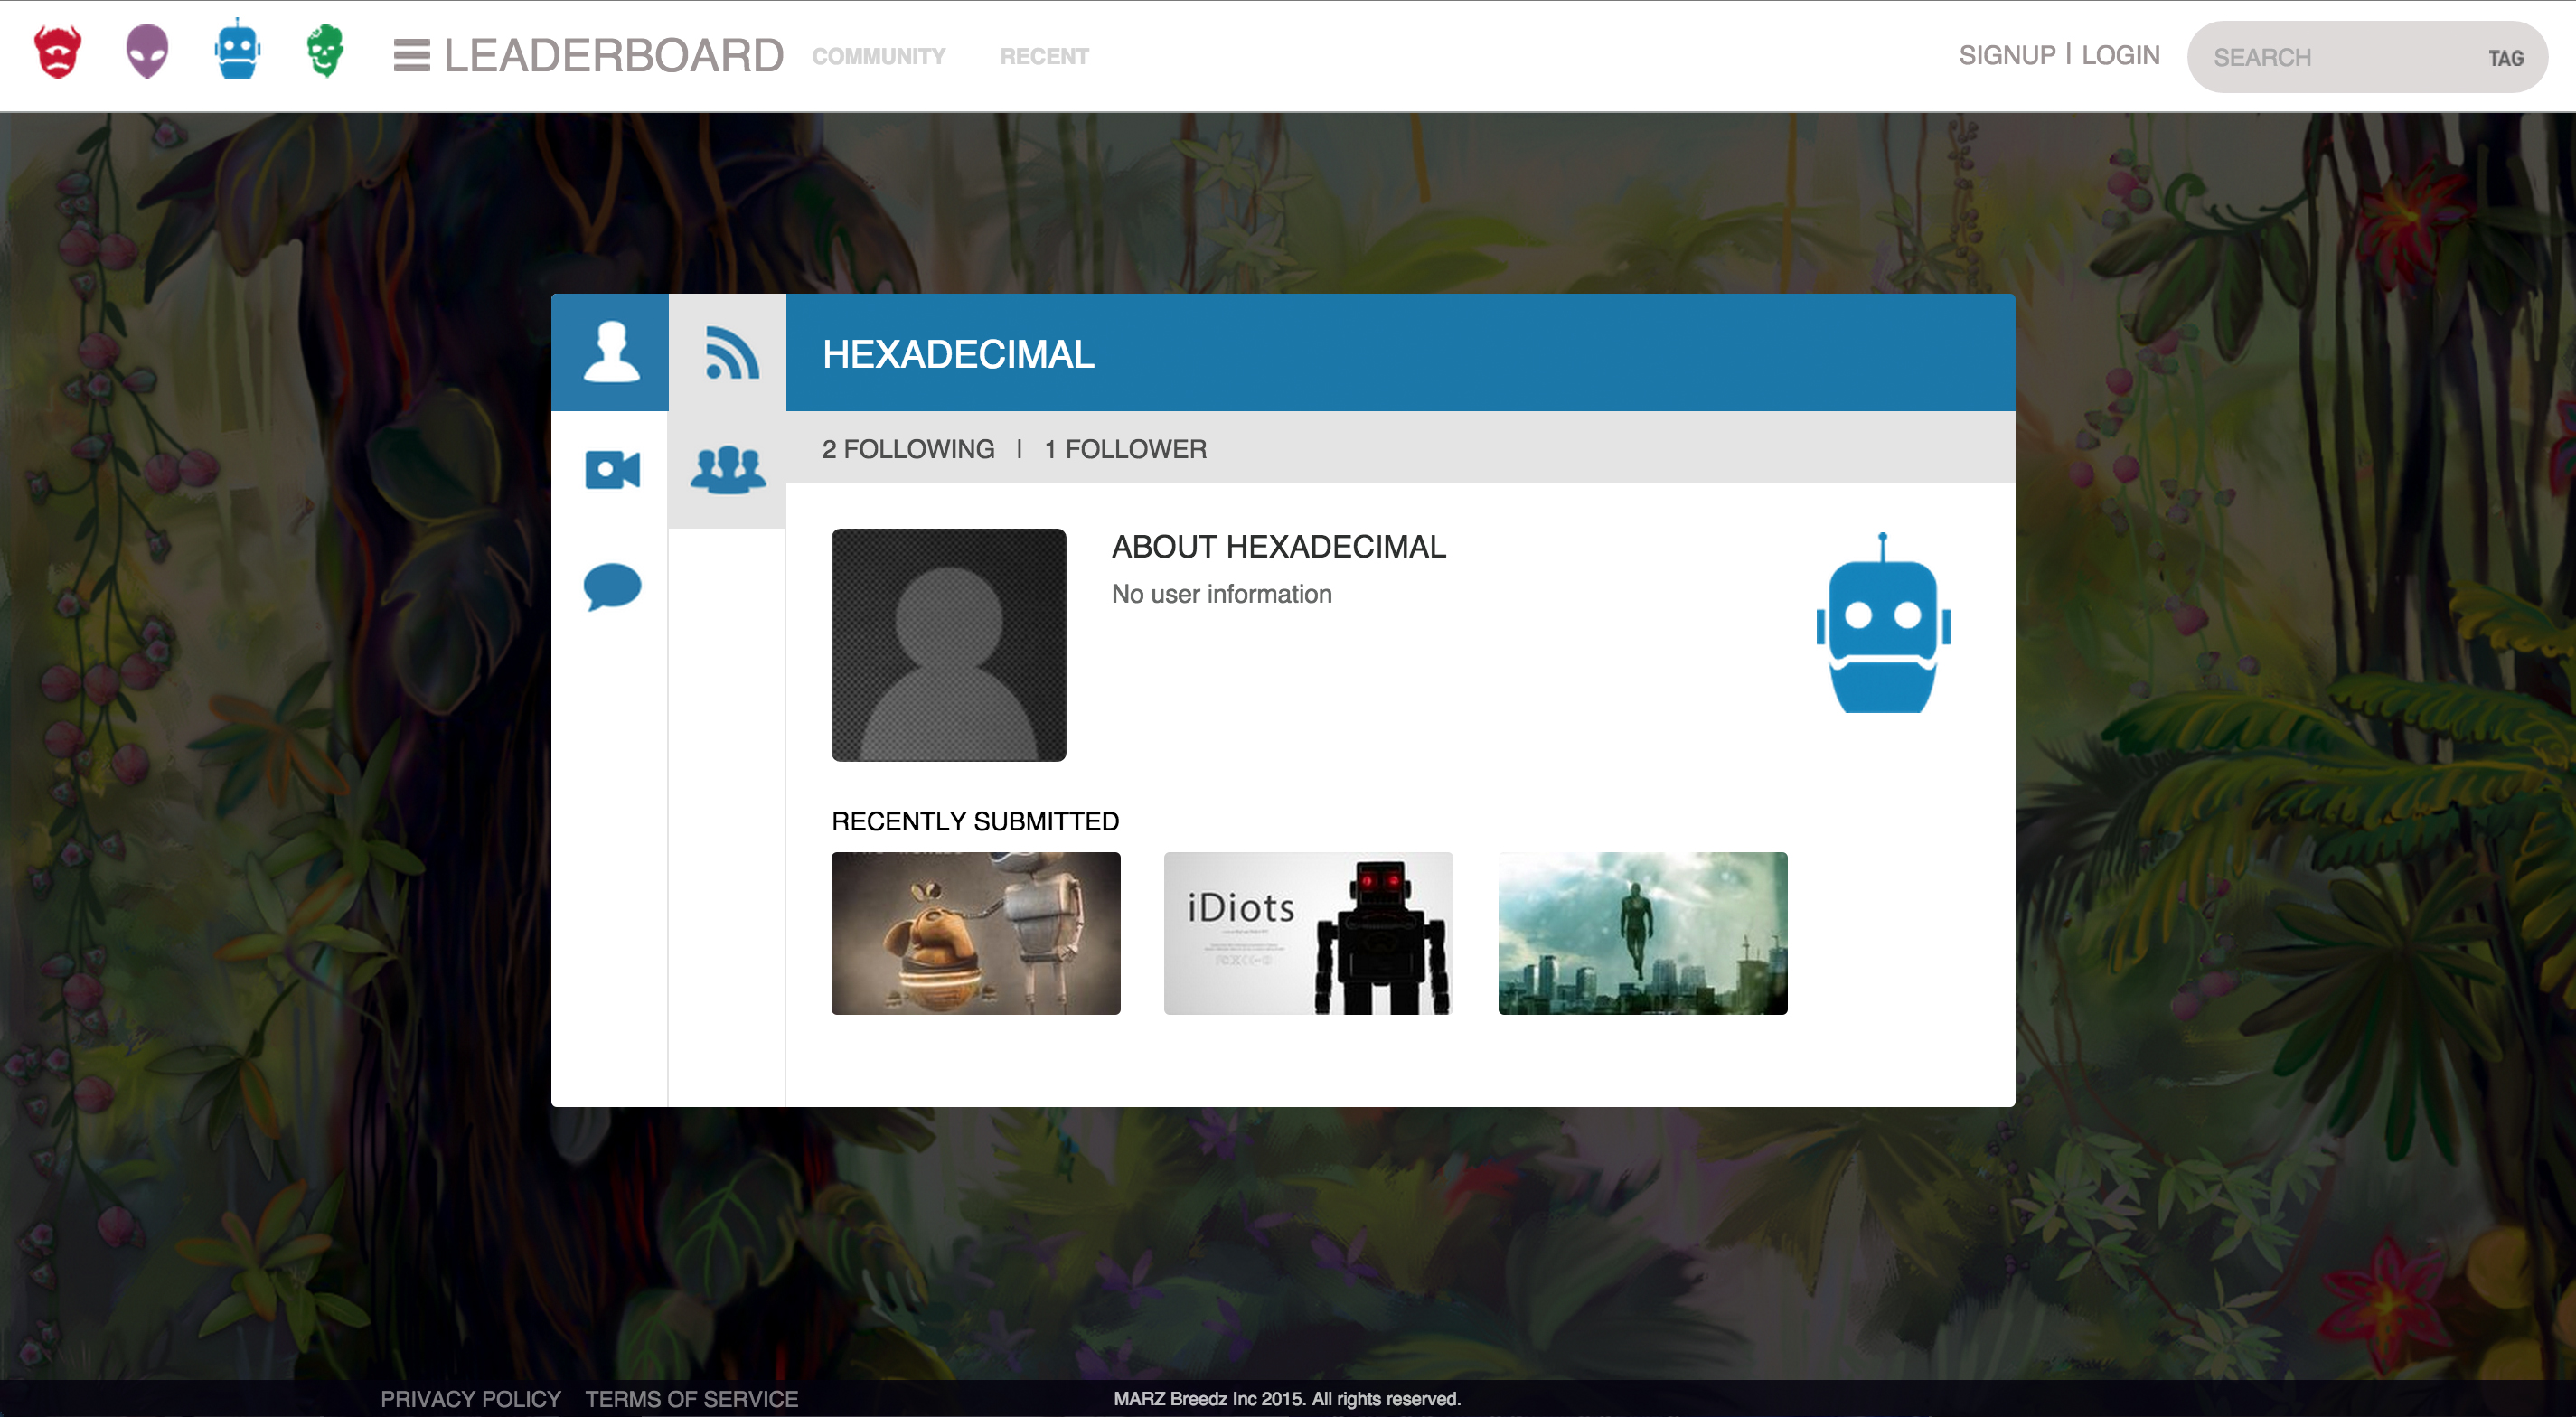 LEADERBOARD
COMMUNITY
RECENT
SIGNUP | LOGIN
SEARCH
TAG
HEXADECIMAL
2 FOLLOWING | 1 FOLLOWER
ABOUT HEXADECIMAL
No user information
RECENTLY SUBMITTED
iDiots
PRIVACY POLICY
TERMS OF SERVICE
MARZ Breedz Inc 2015. All rights reserved.